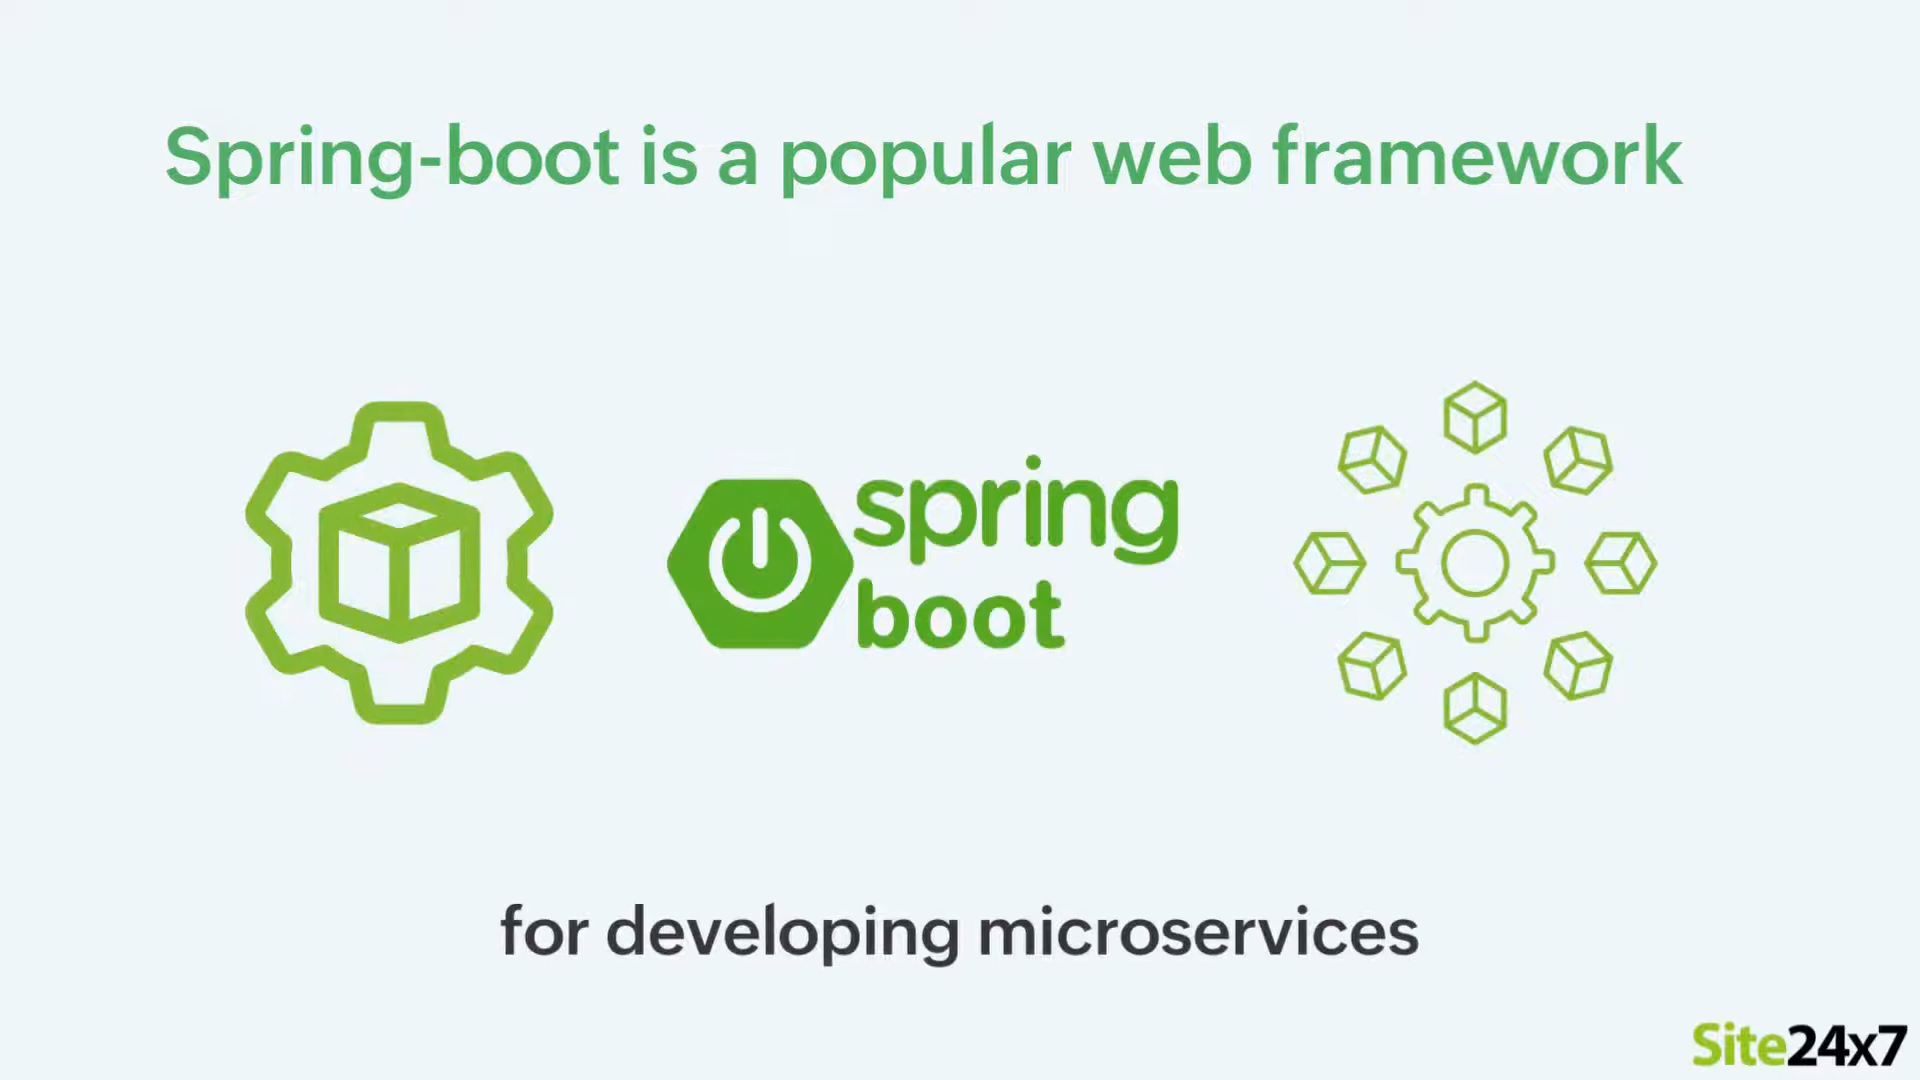 Spring-boot is a popular web framework
spring
boot
for developing microservices
Site24x7